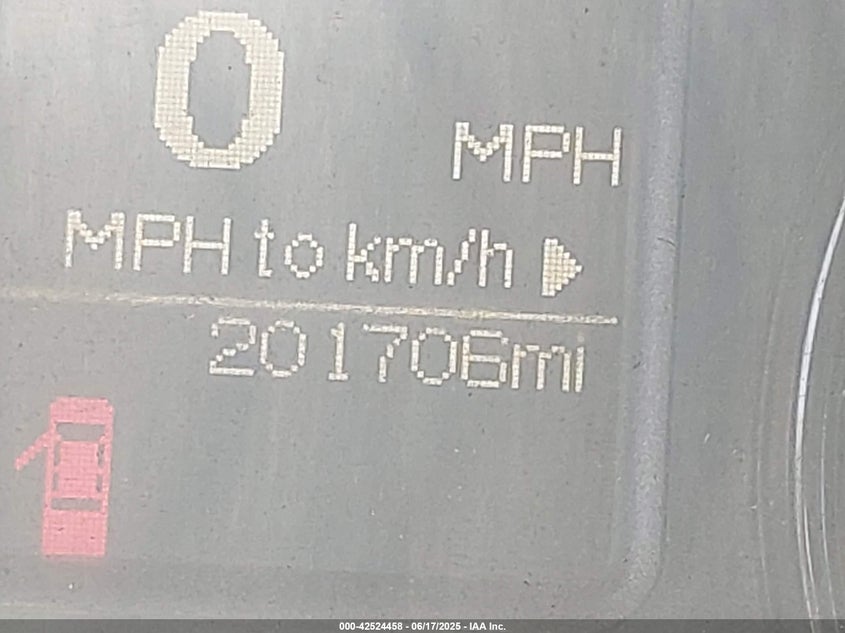 0
MPH
MPH to km/h
201706mi
000-42524458 - 06/17/2025 - IAA Inc.